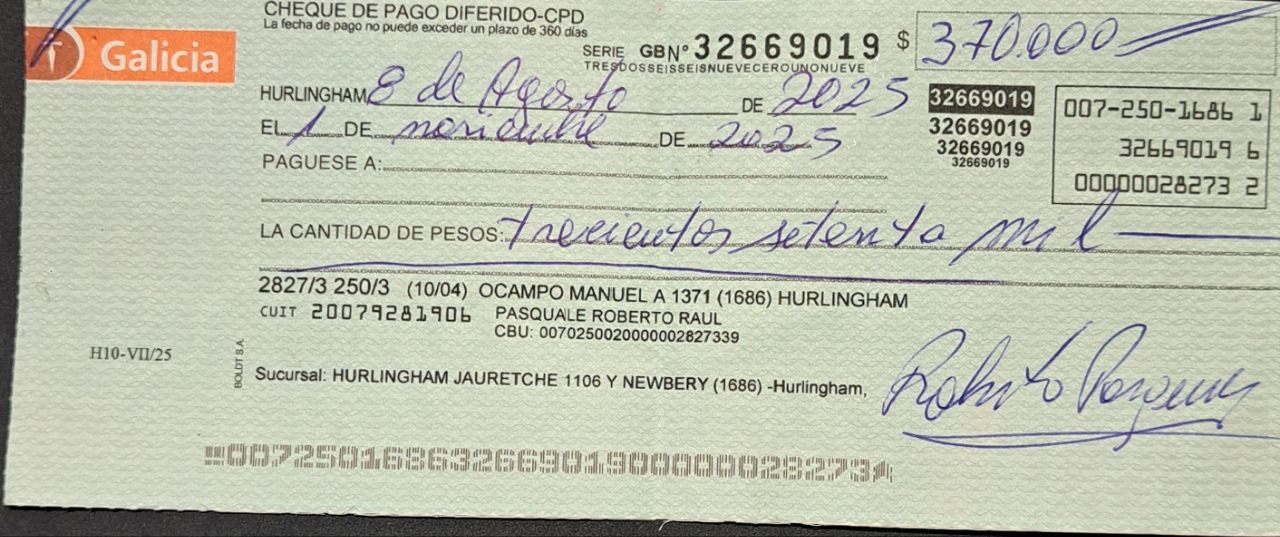 CHEQUE DE PAGO DIFERIDO-CPD
La fecha de pago no puede exceder un plazo de 360 días
Galicia
SERIE GB Nº 32669019 $ 370.000
TRESDOSSEISSEISNUEVECEROUNONUEVE
HURLINGHAM 8 de Agosto DE 2025
EL 1 DE noviembre DE 2025
PAGUESE A:
32669019
32669019
32669019
32669019
007-250-1686 1
32669019 6
00000028273 2
LA CANTIDAD DE PESOS: trecientos setenta mil
2827/3 250/3 (10/04) OCAMPO MANUEL A 1371 (1686) HURLINGHAM
CUIT 20079281906 PASQUALE ROBERTO RAUL
CBU: 0070250020000002827339
H10-VII/25
BOLDT S.A.
Sucursal: HURLINGHAM JAURETCHE 1106 Y NEWBERY (1686) -Hurlingham,
Roberto
007250168632669019000000028273